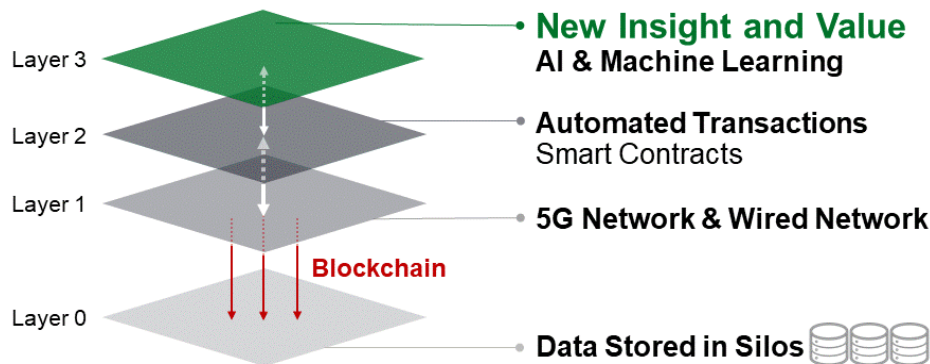 New Insight and Value
Layer 3
AI & Machine Learning
Layer 2
Automated Transactions
Smart Contracts
Layer 1
5G Network & Wired Network
Blockchain
Layer 0
Data Stored in Silos